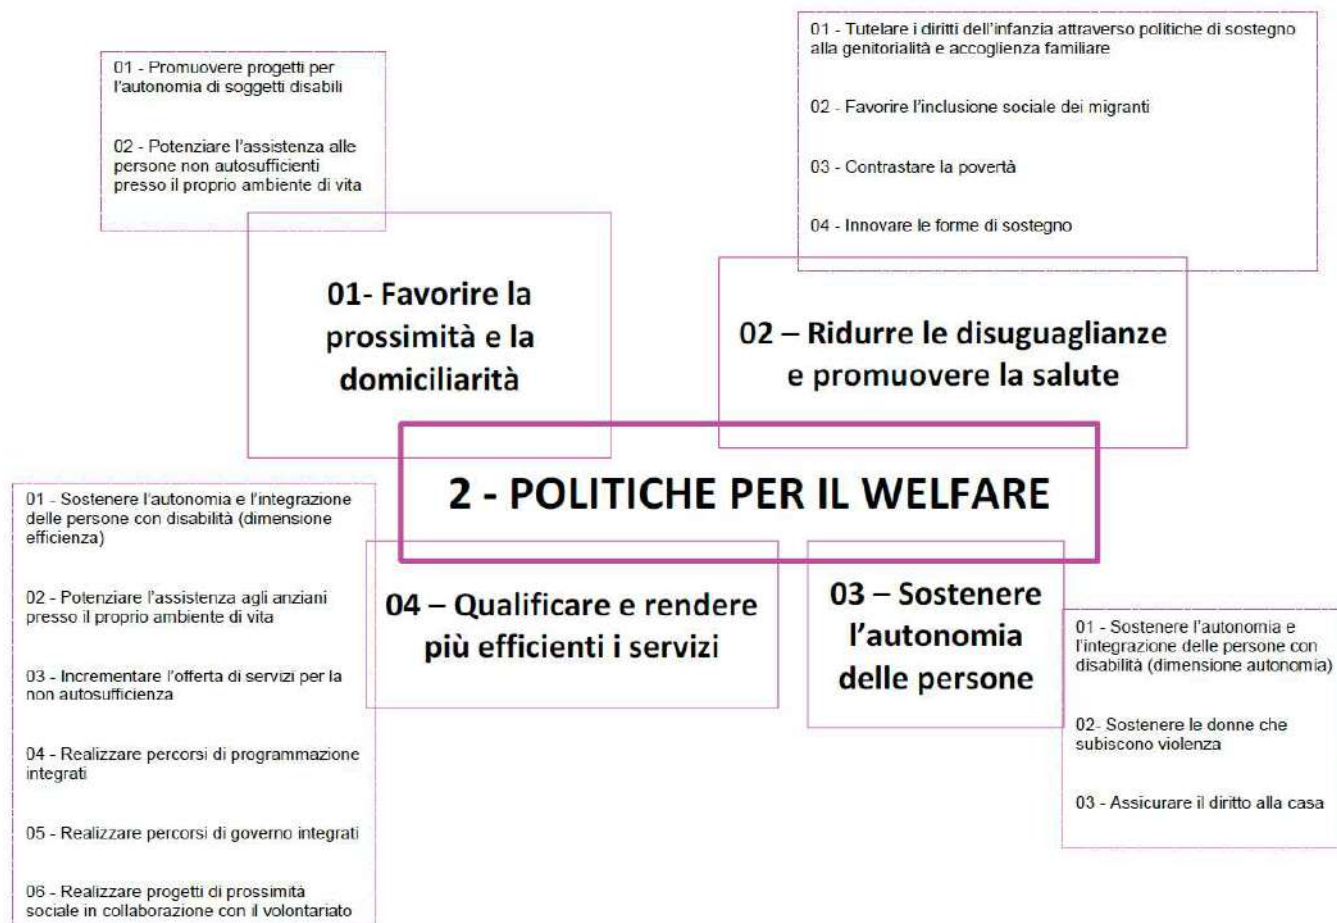 01 - Promuovere progetti per
l'autonomia di soggetti disabili
02 - Potenziare l'assistenza alle
persone non autosufficienti
presso il proprio ambiente di vita
01 - Tutelare i diritti dell'infanzia attraverso politiche di sostegno
alla genitorialità e accoglienza familiare
02 - Favorire l'inclusione sociale dei migranti
03 - Contrastare la povertà
04 - Innovare le forme di sostegno
01- Favorire la
prossimità e la
domiciliarità
02 – Ridurre le disuguaglianze
e promuovere la salute
2 - POLITICHE PER IL WELFARE
01 - Sostenere l'autonomia e l'integrazione
delle persone con disabilità (dimensione
efficienza)
02 - Potenziare l'assistenza agli anziani
presso il proprio ambiente di vita
03 - Incrementare l'offerta di servizi per la
non autosufficienza
04 - Realizzare percorsi di programmazione
integrati
05 - Realizzare percorsi di governo integrati
06 - Realizzare progetti di prossimità
sociale in collaborazione con il volontariato
04 – Qualificare e rendere
più efficienti i servizi
03 – Sostenere
l'autonomia
delle persone
01 - Sostenere l'autonomia e
l'integrazione delle persone con
disabilità (dimensione autonomia)
02- Sostenere le donne che
subiscono violenza
03 - Assicurare il diritto alla casa